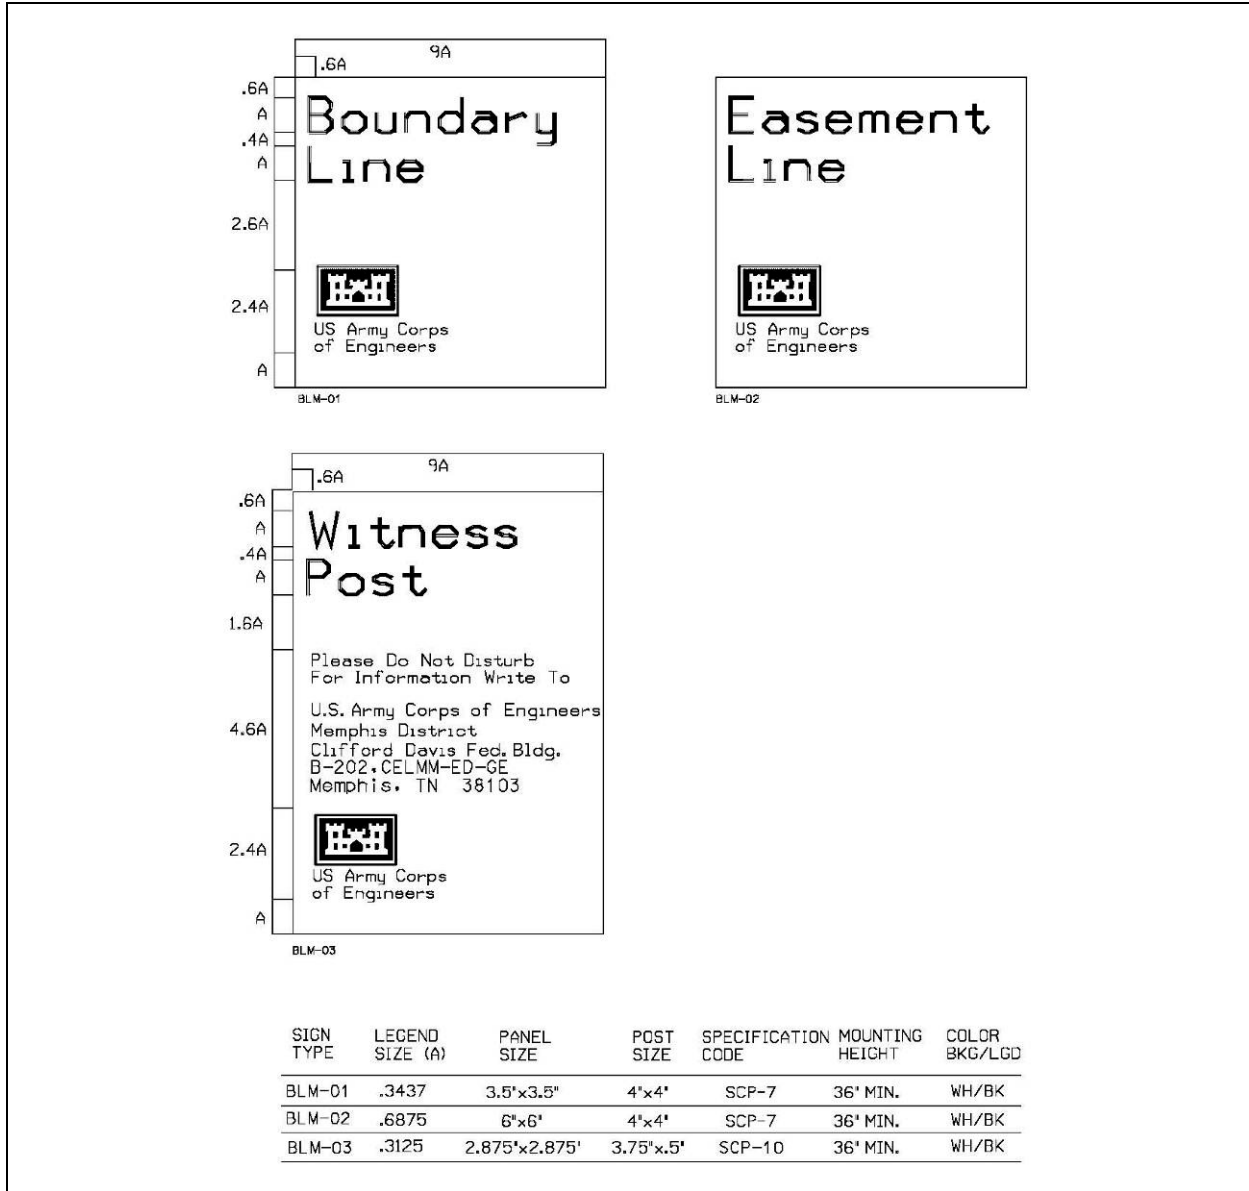 9A
.6A
.6A
A
.4A
A
2.6A
2.4A
A
Boundary
Line
US Army Corps
of Engineers
BLM-01
Easement
Line
US Army Corps
of Engineers
BLM-02
9A
.6A
.6A
A
.4A
A
1.6A
4.6A
2.4A
A
Witness
Post
Please Do Not Disturb
For Information Write To
U.S. Army Corps of Engineers
Memphis District
Clifford Davis Fed. Bldg.
B-202, CELMM-ED-GE
Memphis, TN 38103
US Army Corps
of Engineers
BLM-03
SIGN TYPE LEGEND SIZE (A) PANEL SIZE POST SIZE SPECIFICATION CODE MOUNTING HEIGHT COLOR BKG/LGD
BLM-01 .3437 3.5"x3.5" 4"x4" SCP-7 36" MIN. WH/BK
BLM-02 .6875 6"x6" 4"x4" SCP-7 36" MIN. WH/BK
BLM-03 .3125 2.875"x2.875' 3.75"x.5" SCP-10 36" MIN. WH/BK